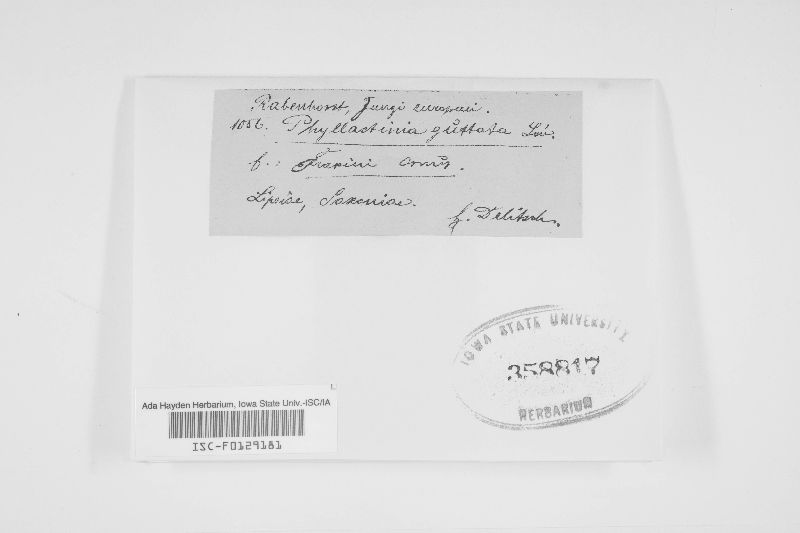 Rabenhorst, Fungi europaei.
1056. Phyllactinia guttata Lév.
f.: Fraxini Orni.
Lipsiae, Saxoniae.
Delitsch.
IOWA STATE UNIVERSITY
358817
HERBARIUM
Ada Hayden Herbarium, Iowa State Univ.-ISC/IA
ISC-F0129181